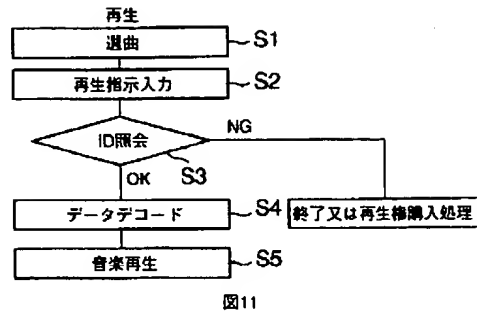 再生
選曲 S1
再生指示入力 S2
ID照会 NG
OK S3
データデコード S4
終了又は再生権購入処理
音楽再生 S5
図11